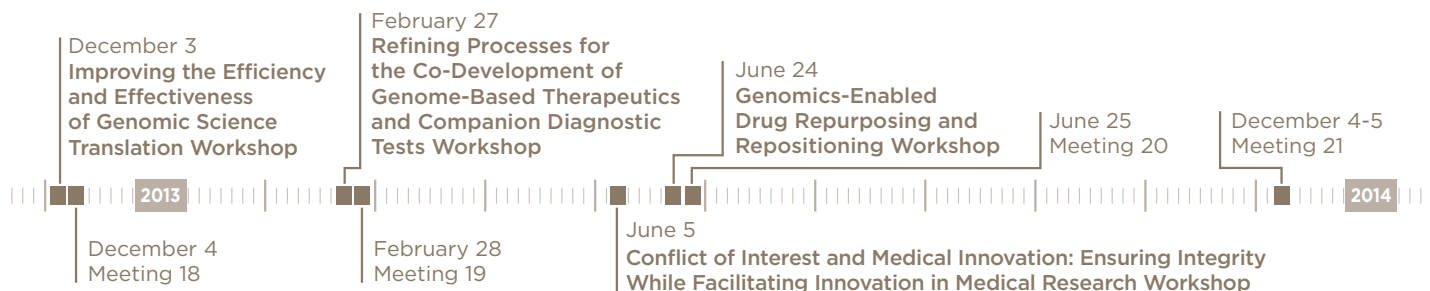 December 3
Improving the Efficiency
and Effectiveness
of Genomic Science
Translation Workshop
December 4
Meeting 18
2013
February 27
Refining Processes for
the Co-Development of
Genome-Based Therapeutics
and Companion Diagnostic
Tests Workshop
February 28
Meeting 19
June 5
Conflict of Interest and Medical Innovation: Ensuring Integrity
While Facilitating Innovation in Medical Research Workshop
June 24
Genomics-Enabled
Drug Repurposing and
Repositioning Workshop
June 25
Meeting 20
December 4-5
Meeting 21
2014